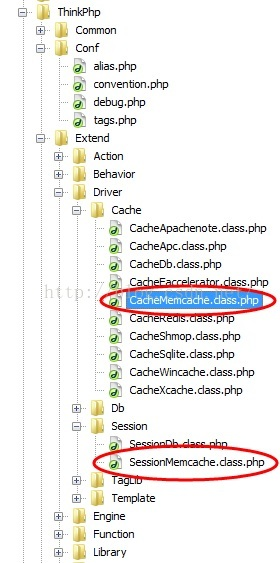 ThinkPhp
Common
Conf
alias.php
convention.php
debug.php
tags.php
Extend
Action
Behavior
Driver
Cache
CacheApachenote.class.php
CacheApc.class.php
CacheDb.class.php
CacheEaccelerator.class.php
http://
CacheMemcache.class.php
CacheRedis.class.php
CacheShmop.class.php
CacheSqlite.class.php
CacheWincache.class.php
CacheXcache.class.php
Db
Session
SessionDb.class.php
SessionMemcache.class.php
TagLib
Template
Engine
Function
Library